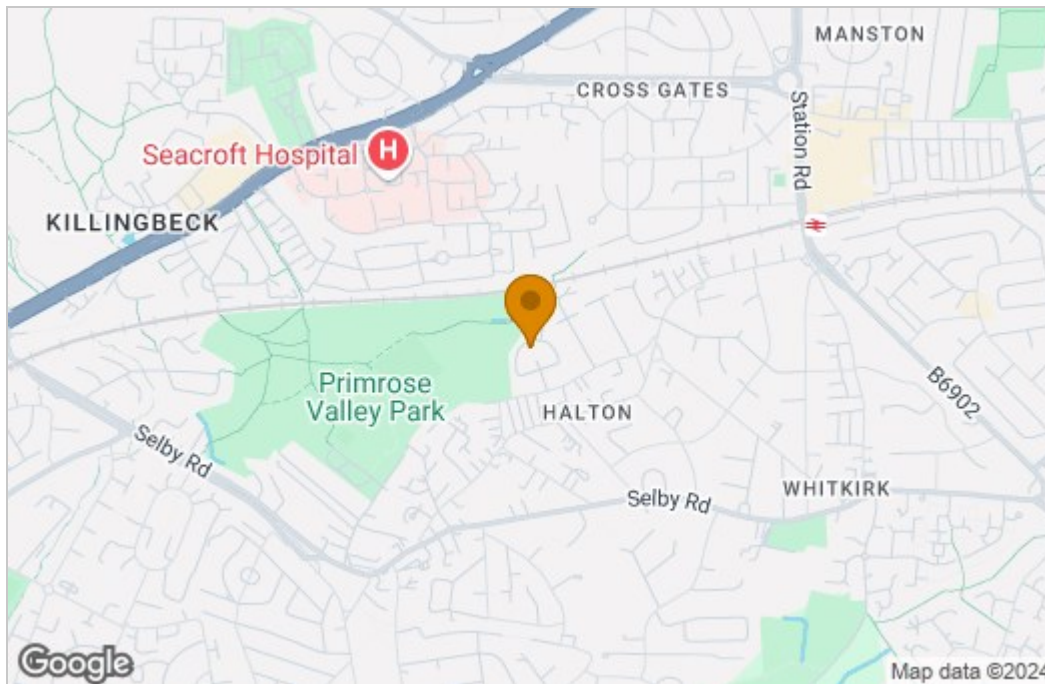 MANSTON
CROSS GATES
Station Rd
Seacroft Hospital
H
KILLINGBECK
Primrose
Valley Park
HALTON
B6902
Selby Rd
Selby Rd
WHITKIRK
Google
Map data ©2024